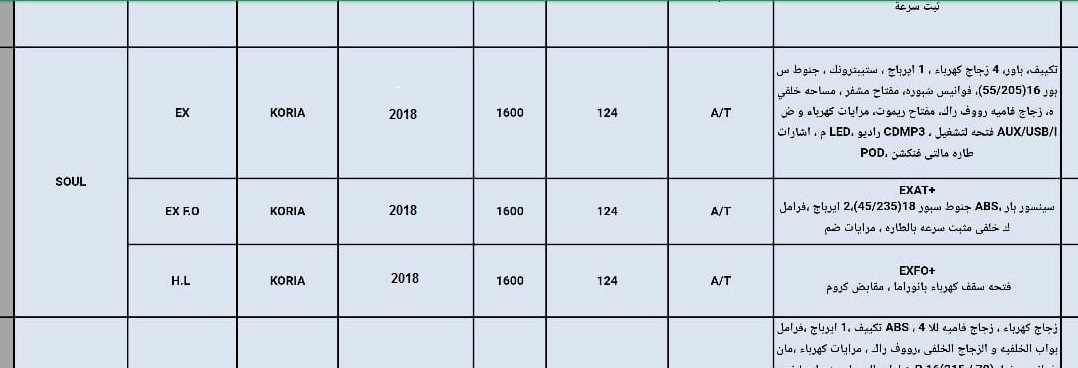 ثبت سرعة
SOUL
EX
KORIA
2018
1600
124
A/T
تكييف، باور، 4 زجاج كهرباء ، 1 ايرباج ، ستيبترونك ، جنوط س
بور 16(55/205)، فوانيس شبوره، مفتاح مشفر ، مساحه خلفي
ه، زجاج فاميه رووف راك، مفتاح ريموت، مرايات كهرباء و ض
م ، اشارات LED، راديو CDMP3 ، فتحه لتشغيل AUX/USB/I
POD، طاره مالتى فنكشن
EX F.O
KORIA
2018
1600
124
A/T
EXAT+
سينسور بار ،ABS جنوط سبور 18(45/235)،2 ايرباج ،فرامل
ك خلفى مثبت سرعه بالطاره ، مرايات ضم
H.L
KORIA
2018
1600
124
A/T
EXFO+
فتحه سقف كهرباء بانوراما ، مقابض كروم
زجاج كهرباء ، زجاج فاميه للا 4 ، ABS تكييف ،1 ايرباج ،فرامل
بواب الخلفيه و الزجاج الخلفى ،رووف راك ، مرايات كهرباء ،مان